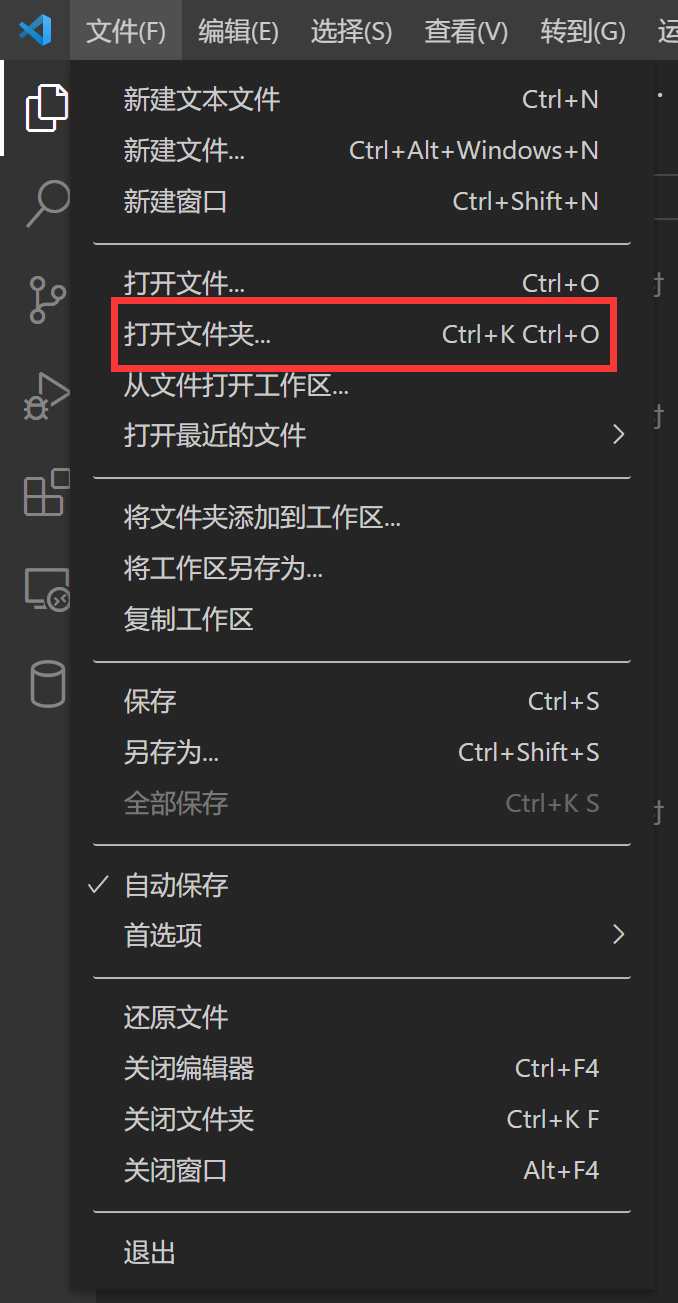 文件(F) 编辑(E) 选择(S) 查看(V) 转到(G) 运
新建文本文件 Ctrl+N
新建文件... Ctrl+Alt+Windows+N
新建窗口 Ctrl+Shift+N
打开文件... Ctrl+O
打开文件夹... Ctrl+K Ctrl+O
从文件打开工作区...
打开最近的文件
将文件夹添加到工作区...
将工作区另存为...
复制工作区
保存 Ctrl+S
另存为... Ctrl+Shift+S
全部保存 Ctrl+K S
自动保存
首选项
还原文件
关闭编辑器 Ctrl+F4
关闭文件夹 Ctrl+K F
关闭窗口 Alt+F4
退出